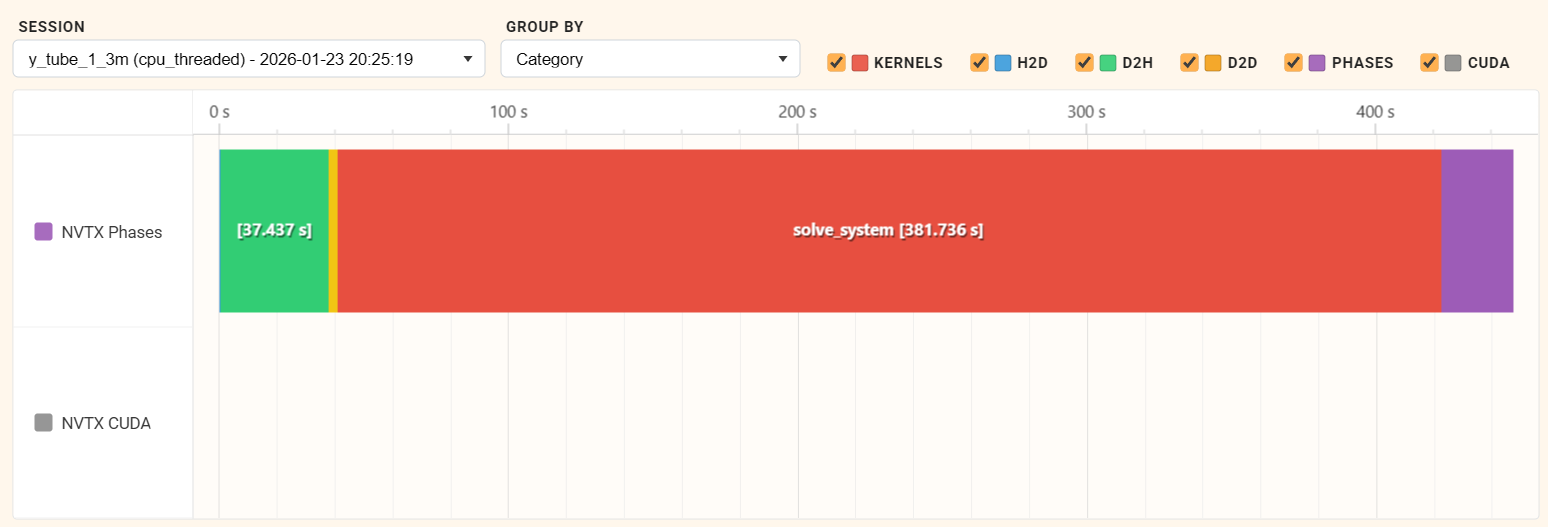 SESSION
GROUP BY
y_tube_1_3m (cpu_threaded) - 2026-01-23 20:25:19
Category
KERNELS
H2D
D2H
D2D
PHASES
CUDA
0 s
100 s
200 s
300 s
400 s
NVTX Phases
[37.437 s]
solve_system [381.736 s]
NVTX CUDA